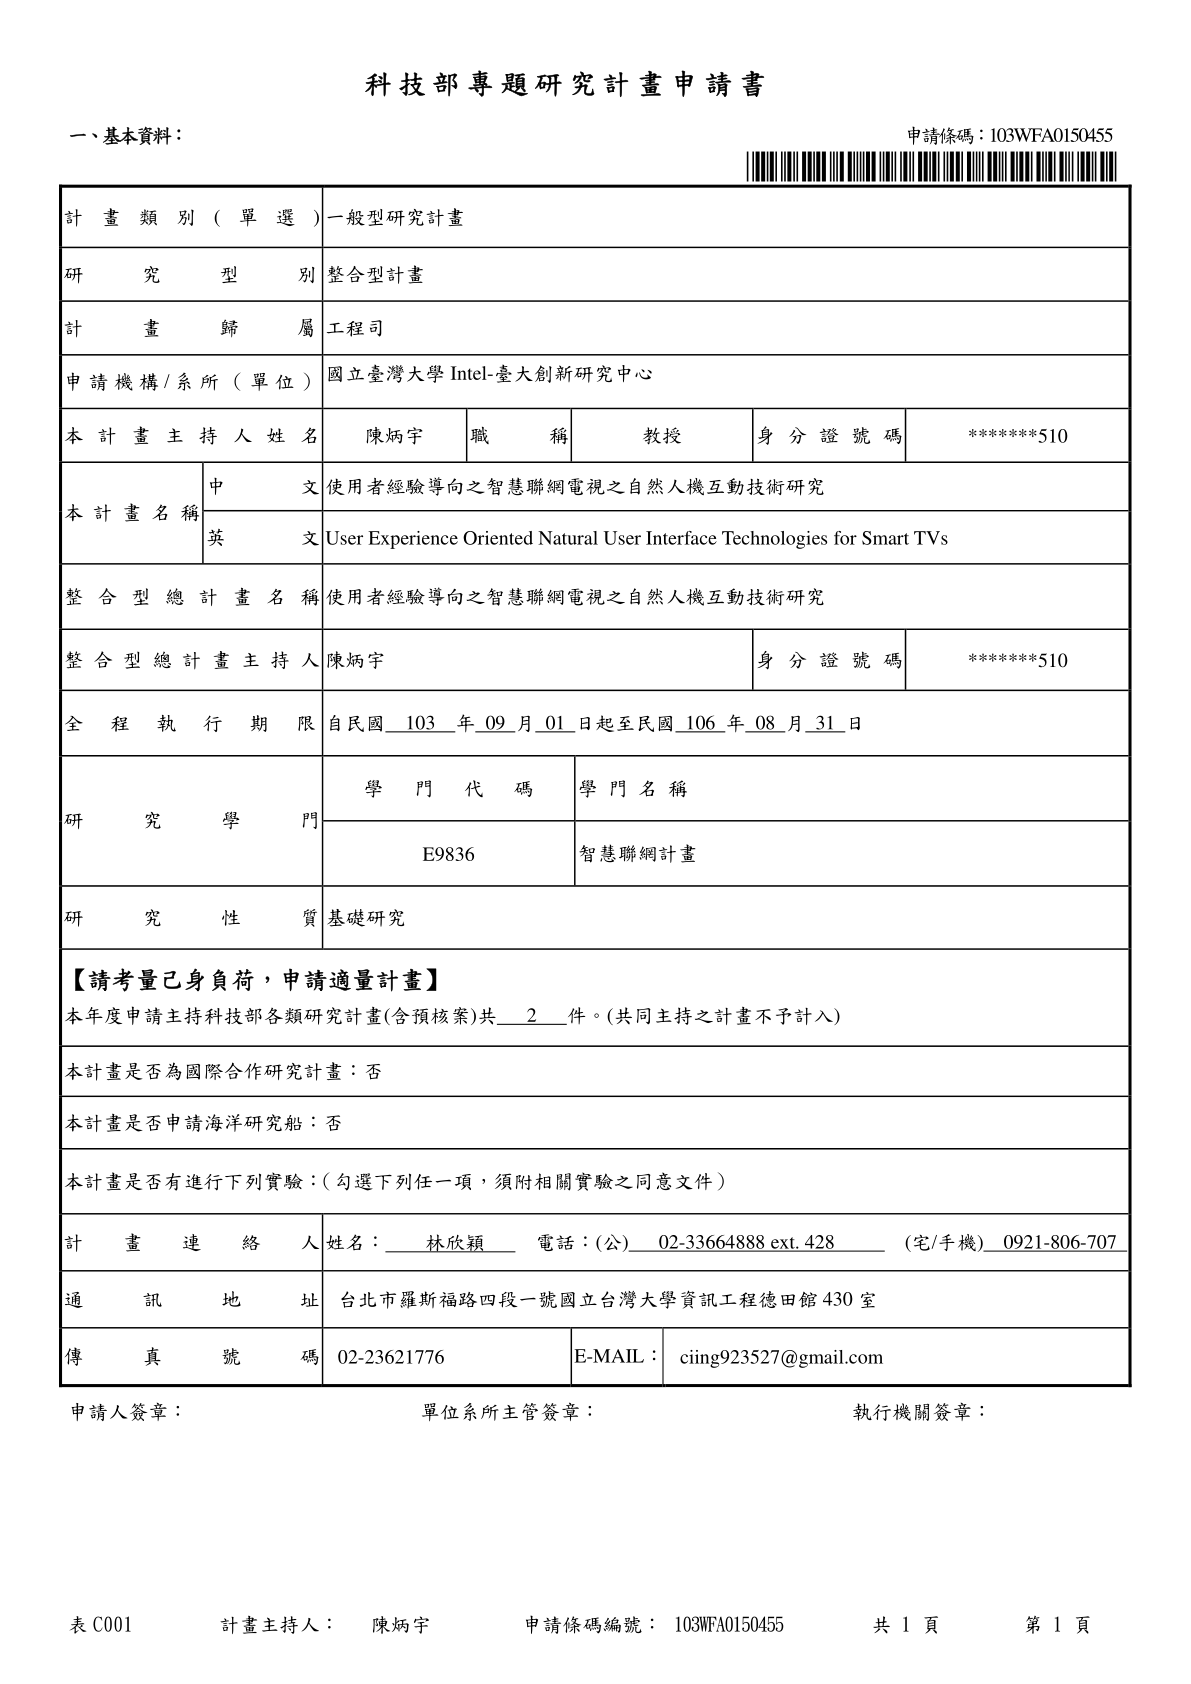 科技部專題研究計畫申請書
一、基本資料：
申請條碼：103WFA0150455
計畫類別(單選) 一般型研究計畫
研究型別 整合型計畫
計畫歸屬 工程司
申請機構/系所（單位） 國立臺灣大學 Intel-臺大創新研究中心
本計畫主持人姓名 陳炳宇 職稱 教授 身分證號碼 *******510
本計畫名稱
中文 使用者經驗導向之智慧聯網電視之自然人機互動技術研究
英文 User Experience Oriented Natural User Interface Technologies for Smart TVs
整合型總計畫名稱 使用者經驗導向之智慧聯網電視之自然人機互動技術研究
整合型總計畫主持人 陳炳宇 身分證號碼 *******510
全程執行期限 自民國 103 年 09 月 01 日起至民國 106 年 08 月 31 日
研究學門
學門代碼 學門名稱
E9836 智慧聯網計畫
研究性質 基礎研究
【請考量己身負荷，申請適量計畫】
本年度申請主持科技部各類研究計畫(含預核案)共 2 件。(共同主持之計畫不予計入)
本計畫是否為國際合作研究計畫：否
本計畫是否申請海洋研究船：否
本計畫是否有進行下列實驗：（勾選下列任一項，須附相關實驗之同意文件）
計畫連絡人 姓名： 林欣穎 電話：(公) 02-33664888 ext. 428 (宅/手機) 0921-806-707
通訊地址 台北市羅斯福路四段一號國立台灣大學資訊工程德田館 430 室
傳真號碼 02-23621776 E-MAIL： ciing923527@gmail.com
申請人簽章： 單位系所主管簽章： 執行機關簽章：
表 C001 計畫主持人： 陳炳宇 申請條碼編號： 103WFA0150455 共 1 頁 第 1 頁